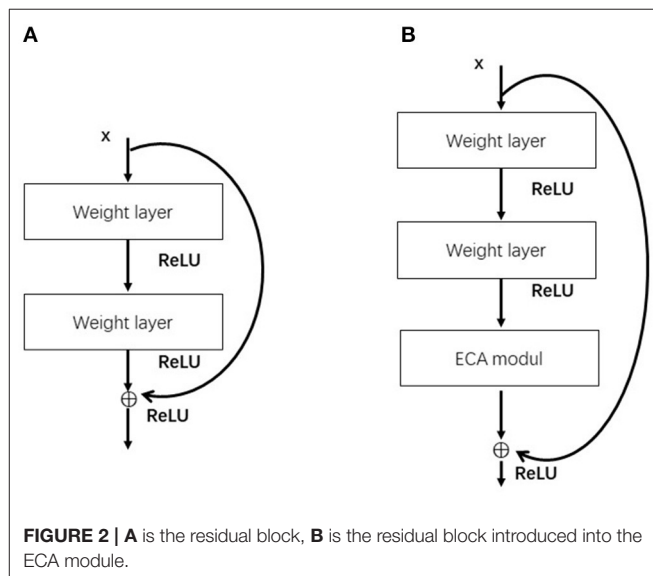 A
x
Weight layer
ReLU
Weight layer
ReLU
ReLU
B
x
Weight layer
ReLU
Weight layer
ReLU
ECA modul
ReLU
FIGURE 2 | A is the residual block, B is the residual block introduced into the
ECA module.